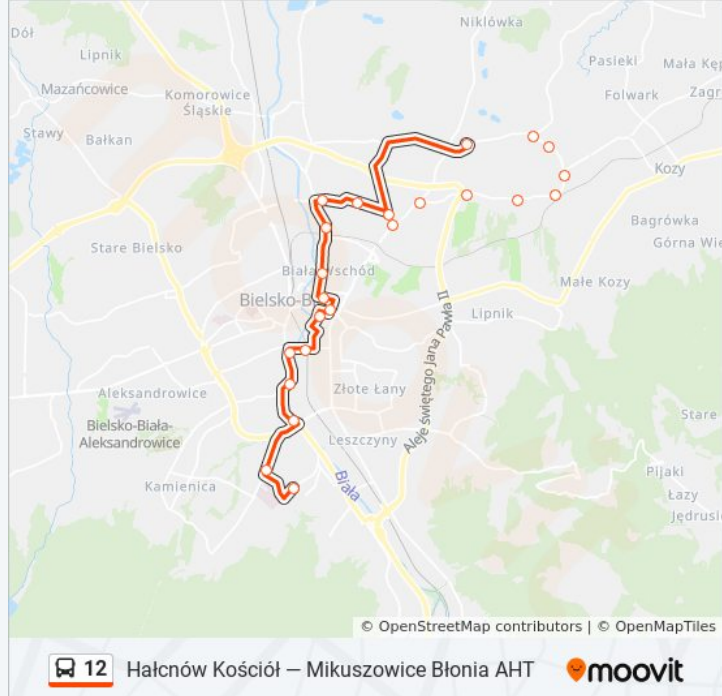 Niklówka
Dół
Lipnik
Pasieki
Mała Kęp
Mazańcowice
Komorowice
Śląskie
Folwark
Zagr
Stawy
Bałkan
Kozy
Bagrówka
Stare Bielsko
Górna Wie
Biała Wschód
Małe Kozy
Bielsko-Bi
Lipnik
Aleje świętego Jana Pawła II
Aleksandrowice
Złote Łany
Stare
Bielsko-Biała-
Aleksandrowice
Leszczyny
Pijaki
Kamienica
Biała
Łazy
Jędrusi
© OpenStreetMap contributors | © OpenMapTiles
12 Hałcnów Kościół — Mikuszowice Błonia AHT moovit